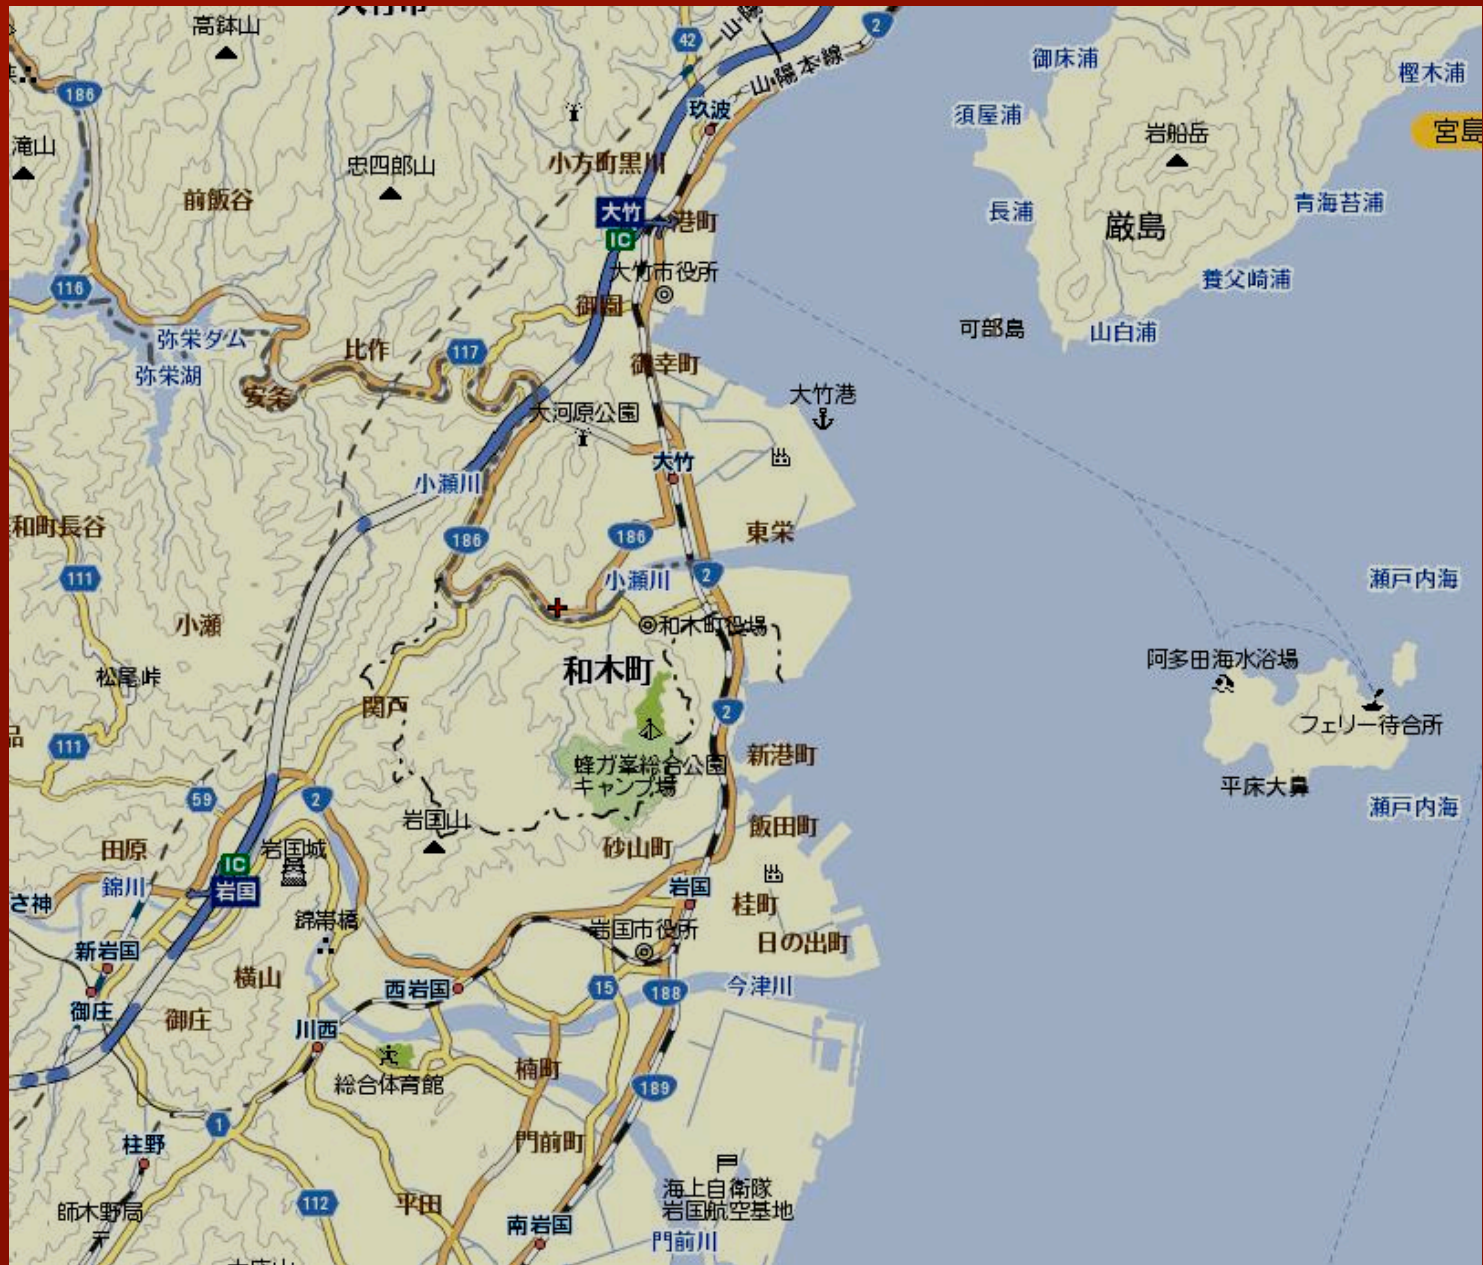 大竹市
高鉢山
42
2
山陽本線
御床浦
樫木浦
186
玖波
須屋浦
岩船岳
宮島
滝山
忠四郎山
小方町黒川
前飯谷
大竹
IC
港町
長浦
厳島
青海苔浦
大竹市役所
養父崎浦
116
御園
可部島
山白浦
弥栄ダム
比作
117
御幸町
弥栄湖
安条
大竹港
大河原公園
大竹
小瀬川
和町長谷
東栄
186
186
111
小瀬川
2
瀬戸内海
小瀬
和木町役場
松尾峠
和木町
阿多田海水浴場
関戸
2
フェリー待合所
品
111
新港町
蜂ガ峯総合公園
キャンプ場
平床大鼻
59
2
瀬戸内海
岩国山
飯田町
田原
IC
岩国城
砂山町
錦川
岩国
岩国
さ神
桂町
錦帯橋
岩国市役所
日の出町
新岩国
横山
西岩国
15
188
今津川
御庄
御庄
川西
楠町
総合体育館
189
1
柱野
門前町
海上自衛隊
岩国航空基地
師木野局
112
平田
南岩国
門前川